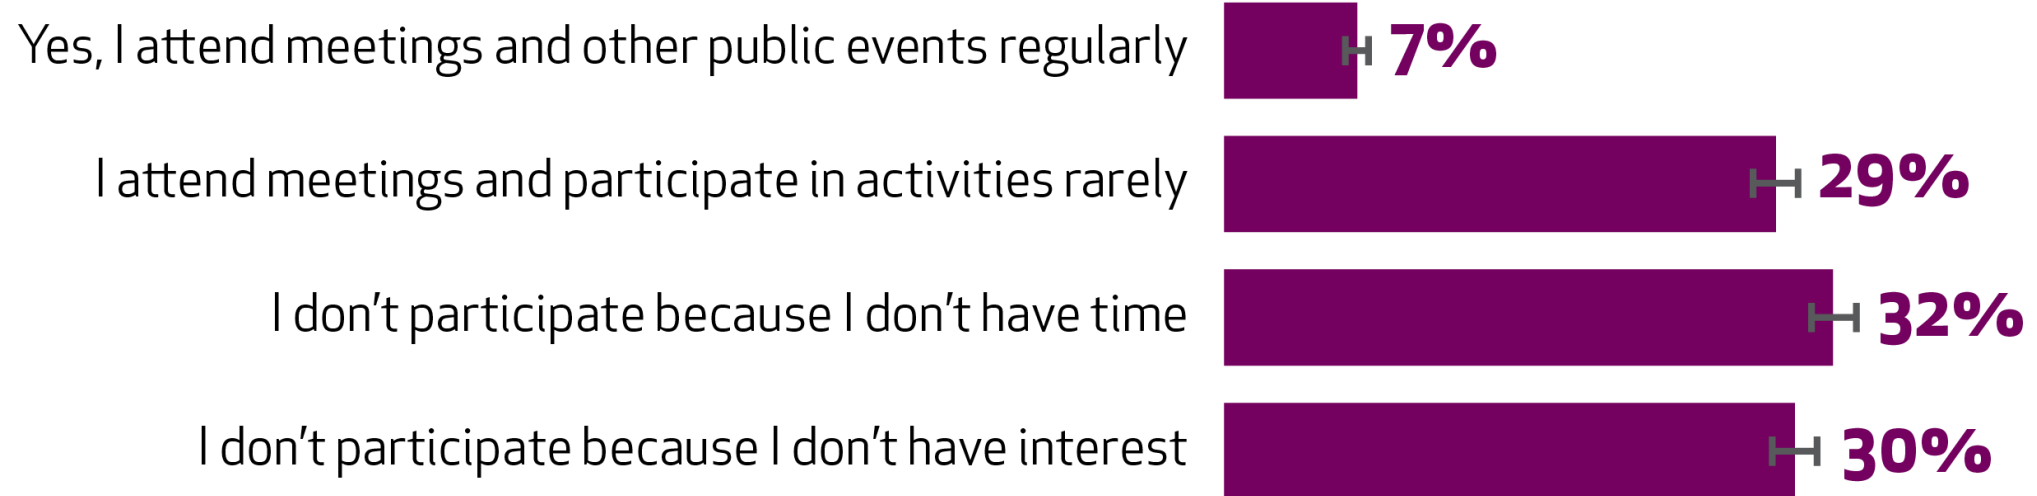 Yes, I attend meetings and other public events regularly 7%
I attend meetings and participate in activities rarely 29%
I don’t participate because I don’t have time 32%
I don’t participate because I don’t have interest 30%